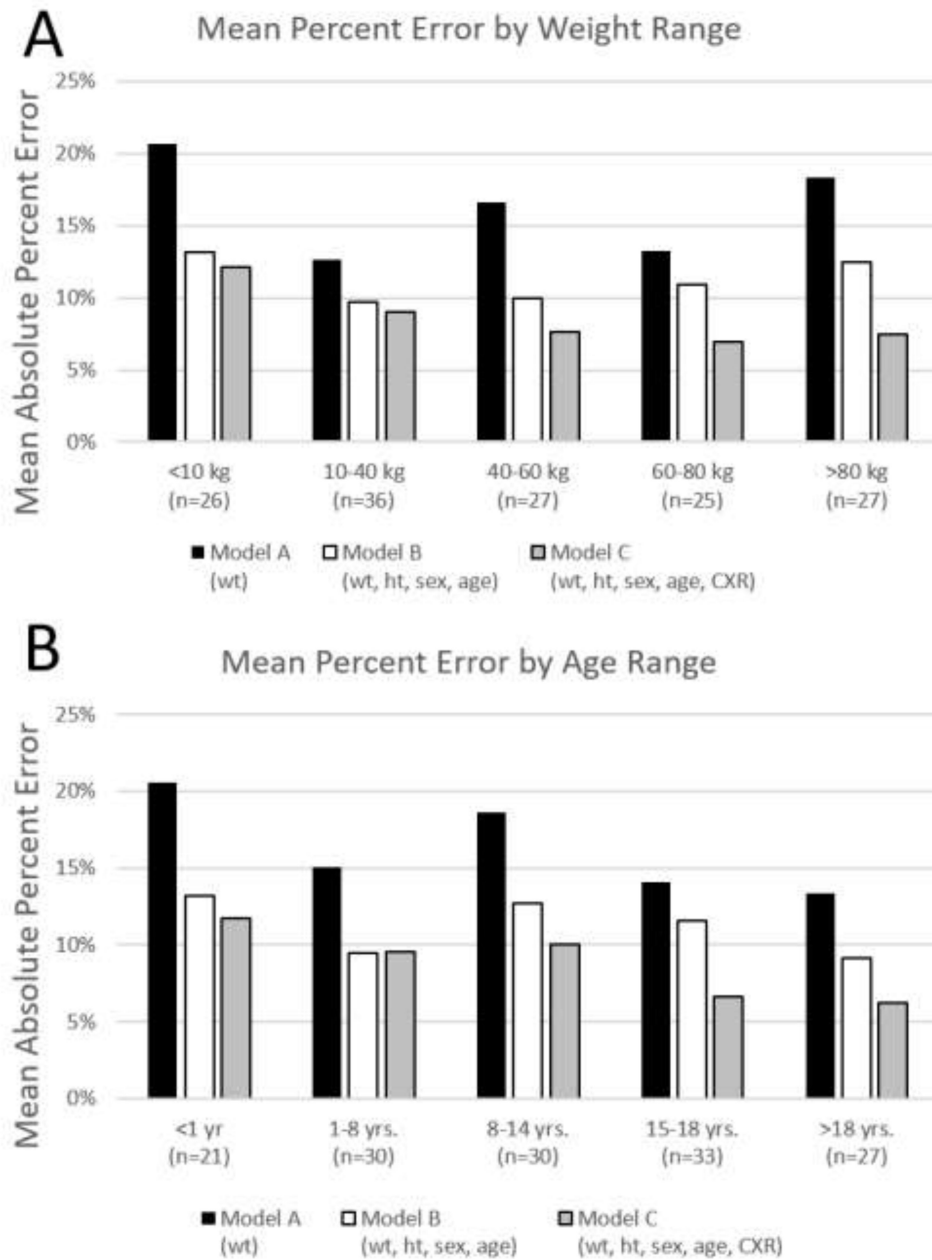 A
Mean Percent Error by Weight Range
Mean Absolute Percent Error
25%
20%
15%
10%
5%
0%
<10 kg 10-40 kg 40-60 kg 60-80 kg >80 kg
(n=26) (n=36) (n=27) (n=25) (n=27)
Model A Model B Model C
(wt) (wt, ht, sex, age) (wt, ht, sex, age, CXR)
B
Mean Percent Error by Age Range
Mean Absolute Percent Error
25%
20%
15%
10%
5%
0%
<1 yr 1-8 yrs. 8-14 yrs. 15-18 yrs. >18 yrs.
(n=21) (n=30) (n=30) (n=33) (n=27)
Model A Model B Model C
(wt) (wt, ht, sex, age) (wt, ht, sex, age, CXR)